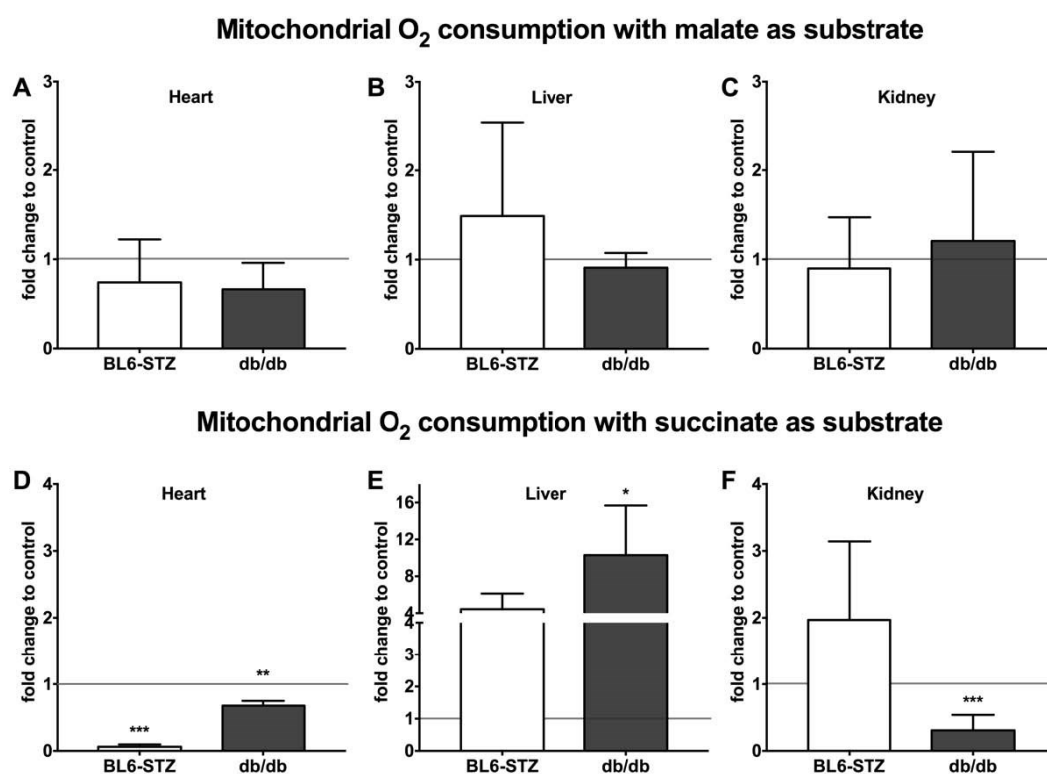 Mitochondrial O2 consumption with malate as substrate
A
Heart
fold change to control
3
2
1
0
BL6-STZ db/db
B
Liver
fold change to control
3
2
1
0
BL6-STZ db/db
C
Kidney
fold change to control
3
2
1
0
BL6-STZ db/db
Mitochondrial O2 consumption with succinate as substrate
D
Heart
fold change to control
4
3
2
1
0
***
**
BL6-STZ db/db
E
Liver
fold change to control
16
12
8
4
4
3
2
1
0
*
BL6-STZ db/db
F
Kidney
fold change to control
4
3
2
1
0
***
BL6-STZ db/db